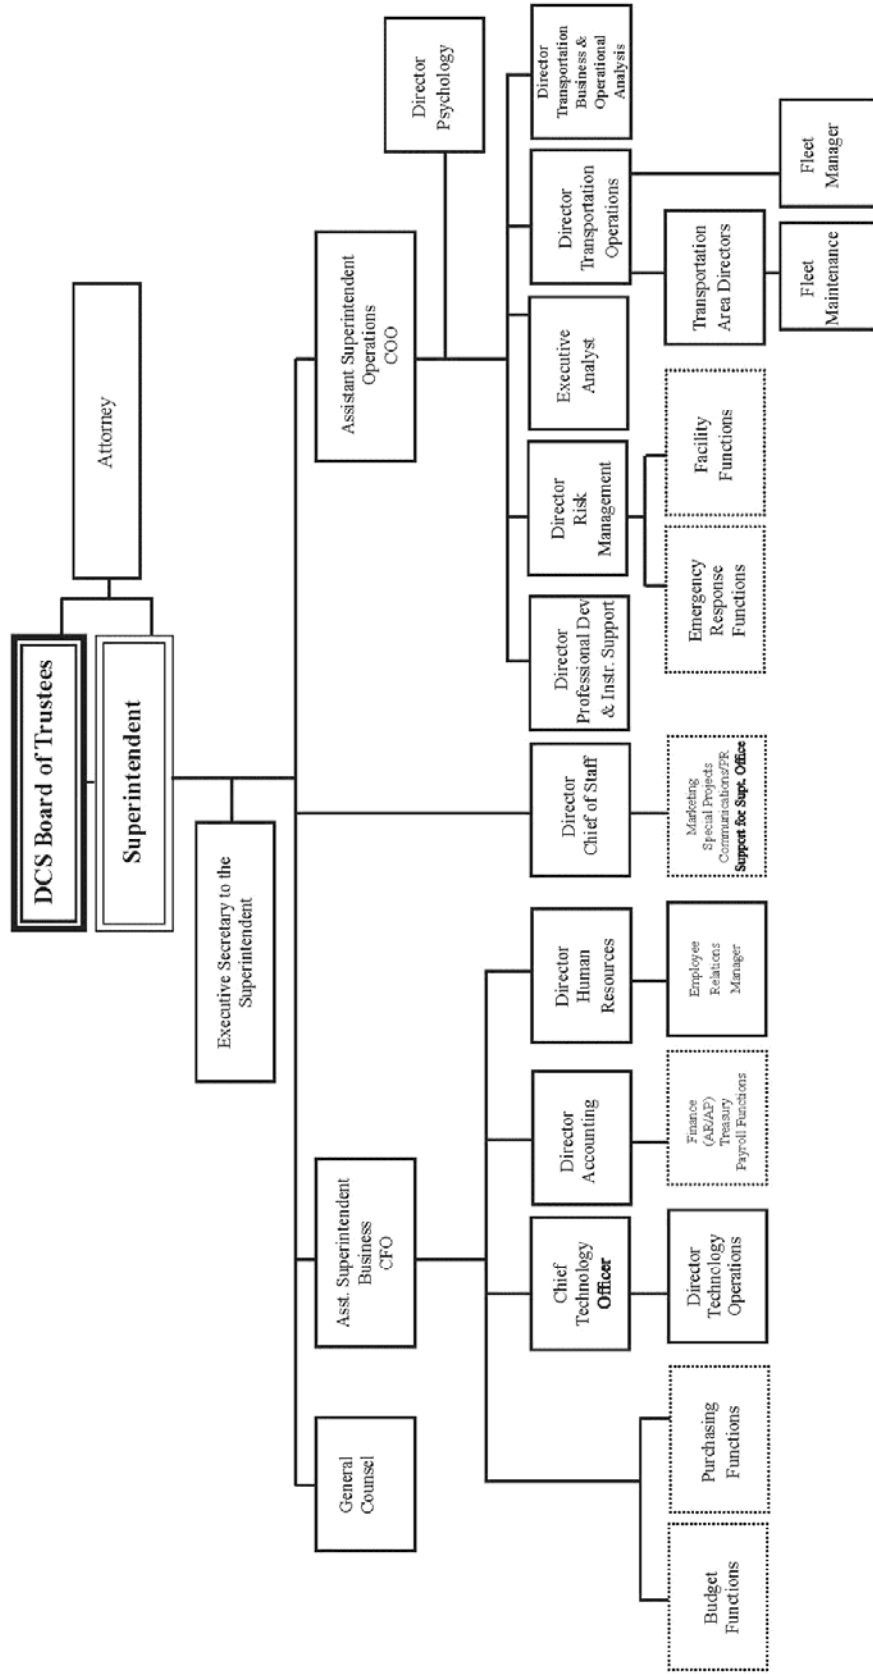 DCS Board of Trustees
Superintendent
Attorney
Executive Secretary to the
Superintendent
General
Counsel
Asst. Superintendent
Business
CFO
Assistant Superintendent
Operations
COO
Director
Psychology
Chief
Technology
Officer
Director
Accounting
Director
Human
Resources
Director
Chief of Staff
Director
Professional Dev
& Instr. Support
Director
Risk
Management
Executive
Analyst
Director
Transportation
Operations
Director
Transportation
Business &
Operational
Analysis
Budget
Functions
Purchasing
Functions
Director
Technology
Operations
Finance
(AR/AP)
Treasury
Payroll Functions
Employee
Relations
Manager
Marketing
Special Projects
Communications/PR
Support for Supt. Office
Emergency
Response
Functions
Facility
Functions
Transportation
Area Directors
Fleet
Maintenance
Fleet
Manager